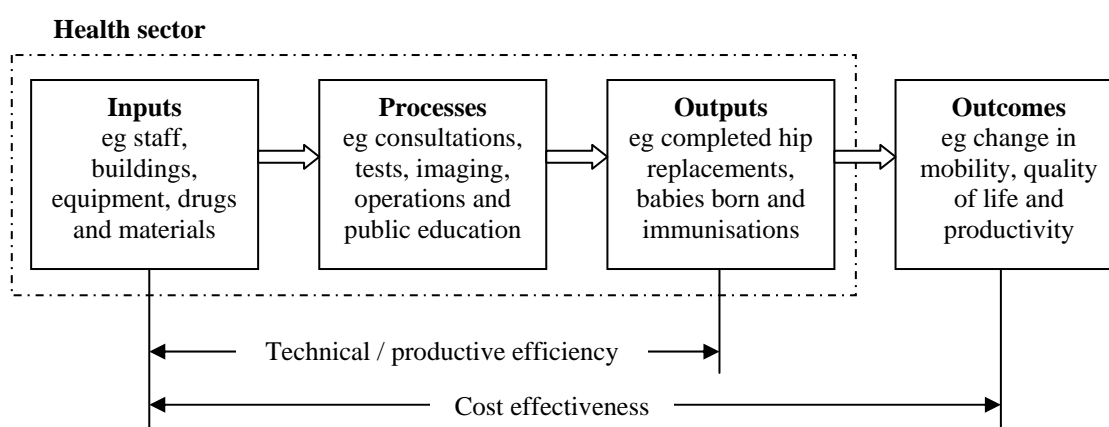 Health sector
Inputs
eg staff,
buildings,
equipment, drugs
and materials
Processes
eg consultations,
tests, imaging,
operations and
public education
Outputs
eg completed hip
replacements,
babies born and
immunisations
Outcomes
eg change in
mobility, quality
of life and
productivity
Technical / productive efficiency
Cost effectiveness